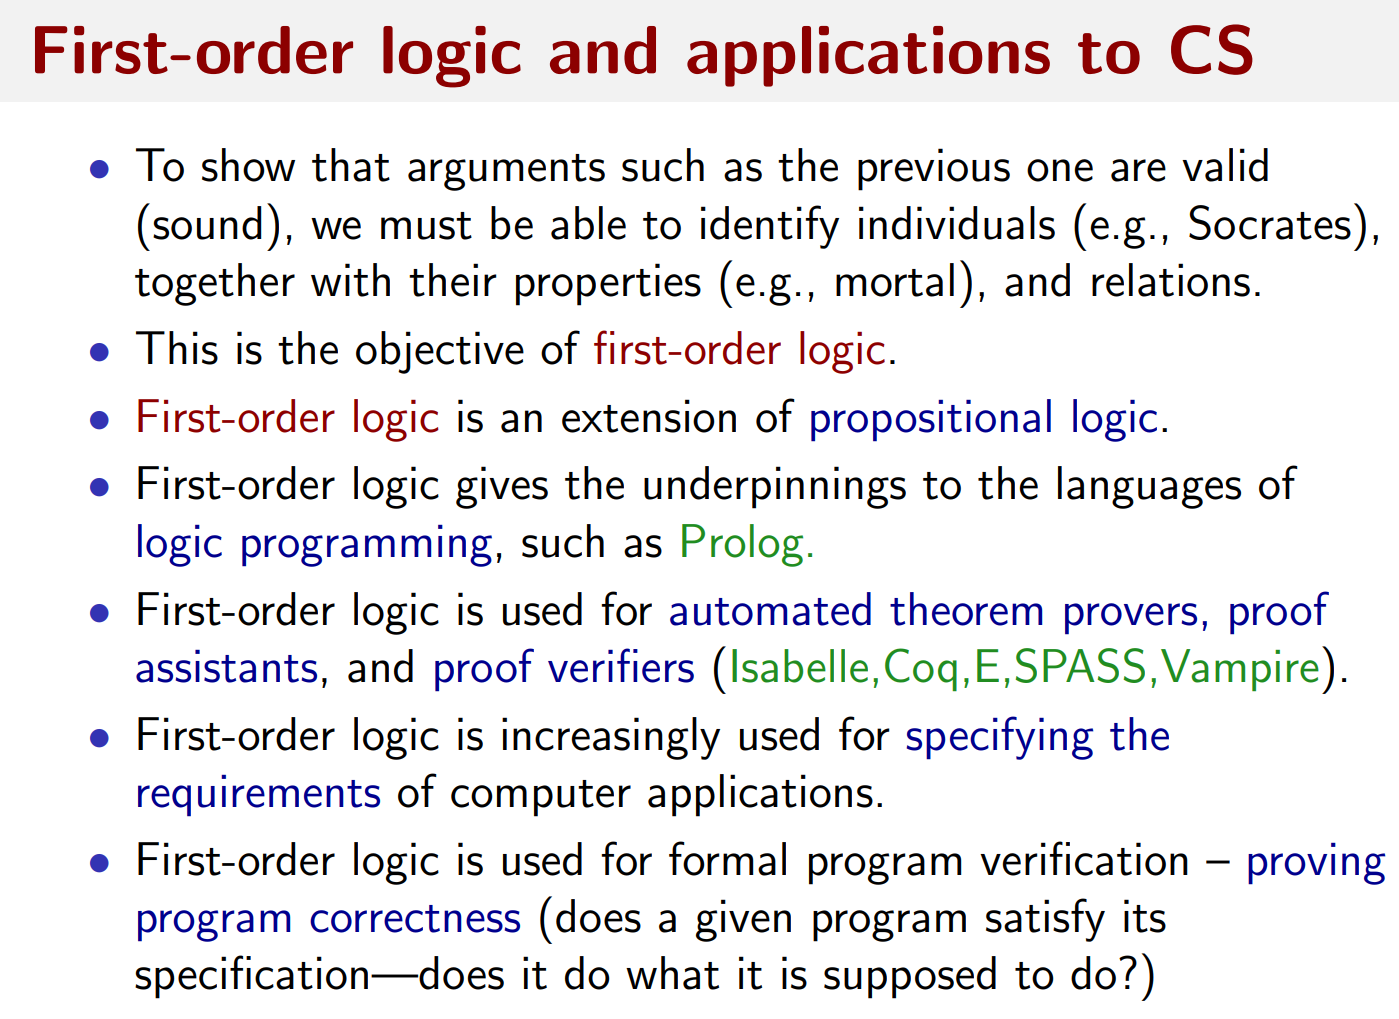 First-order logic and applications to CS
• To show that arguments such as the previous one are valid
(sound), we must be able to identify individuals (e.g., Socrates),
together with their properties (e.g., mortal), and relations.
• This is the objective of first-order logic.
• First-order logic is an extension of propositional logic.
• First-order logic gives the underpinnings to the languages of
logic programming, such as Prolog.
• First-order logic is used for automated theorem provers, proof
assistants, and proof verifiers (Isabelle,Coq,E,SPASS,Vampire).
• First-order logic is increasingly used for specifying the
requirements of computer applications.
• First-order logic is used for formal program verification – proving
program correctness (does a given program satisfy its
specification—does it do what it is supposed to do?)